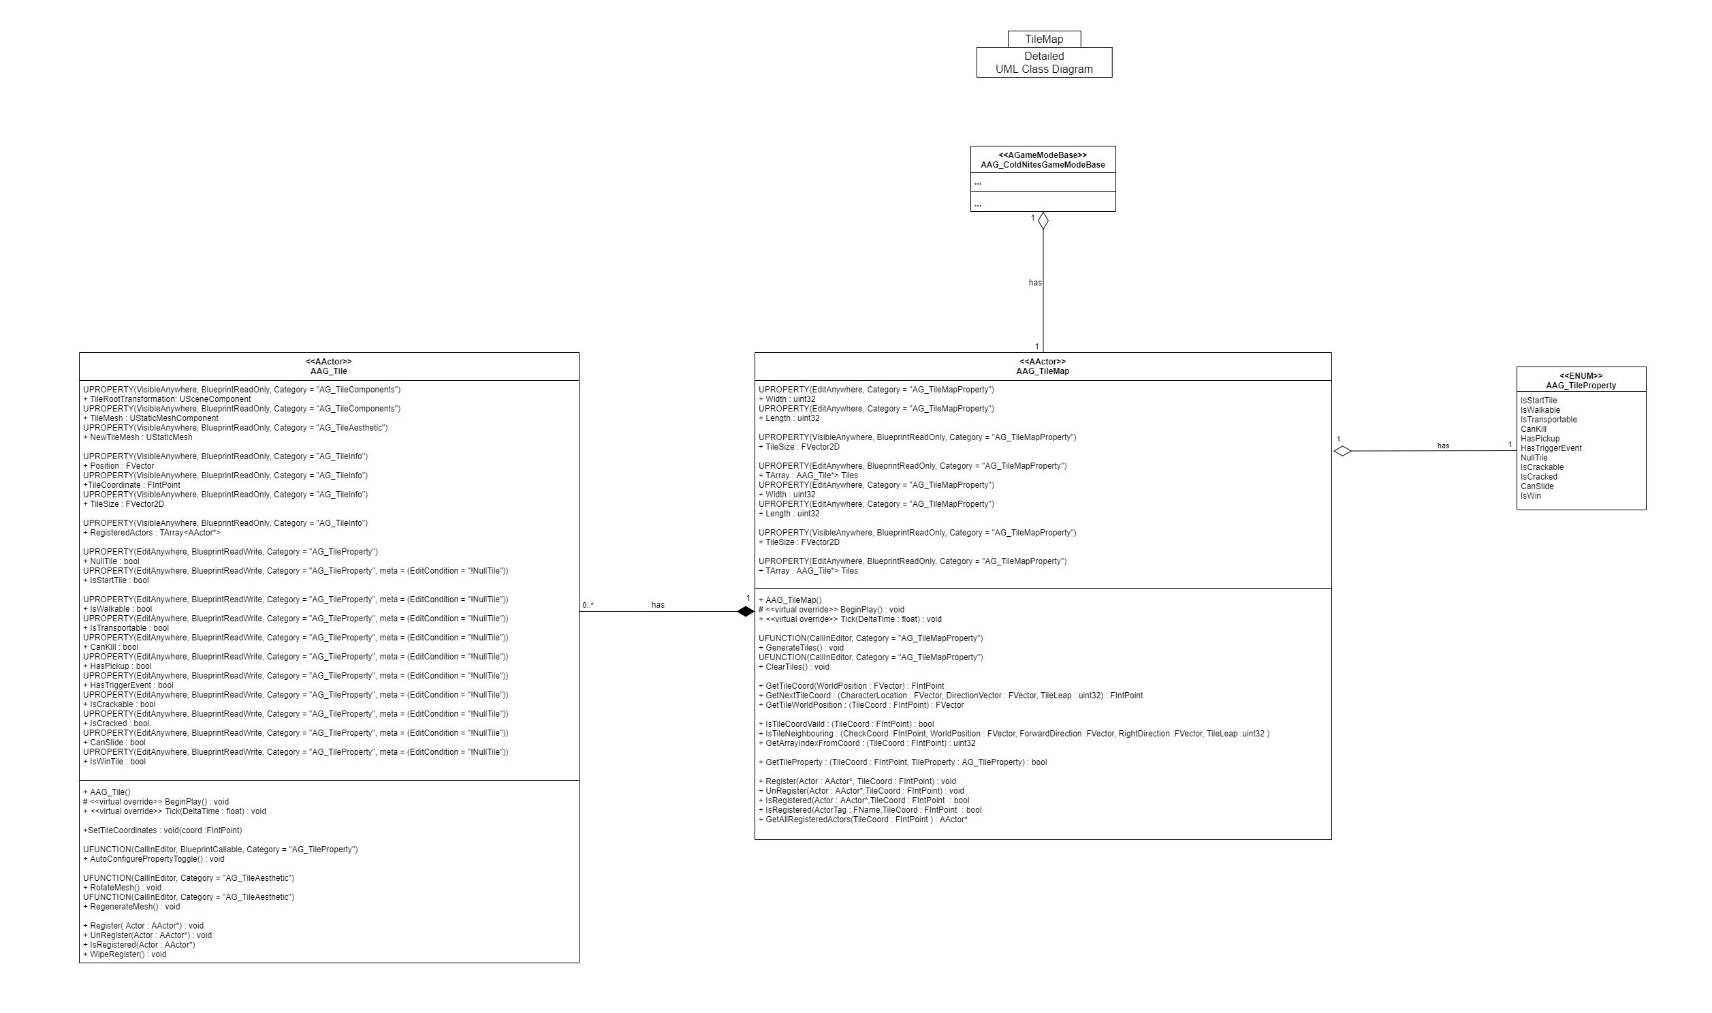 TileMap
Detailed
UML Class Diagram
<<AGameModeBase>>
AAG_ColdNitesGameModeBase
...
...
1
has
1
<<AActor>>
AAG_Tile
UPROPERTY(VisibleAnywhere, BlueprintReadOnly, Category = "AG_TileComponents")
+ TileRootTransformation: USceneComponent
UPROPERTY(VisibleAnywhere, BlueprintReadOnly, Category = "AG_TileComponents")
+ TileMesh : UStaticMeshComponent
UPROPERTY(VisibleAnywhere, BlueprintReadOnly, Category = "AG_TileAesthetic")
+ NewTileMesh : UStaticMesh
UPROPERTY(VisibleAnywhere, BlueprintReadOnly, Category = "AG_TileInfo")
+ Position : FVector
UPROPERTY(VisibleAnywhere, BlueprintReadOnly, Category = "AG_TileInfo")
+TileCoordinate : FIntPoint
UPROPERTY(VisibleAnywhere, BlueprintReadOnly, Category = "AG_TileInfo")
+ TileSize : FVector2D
UPROPERTY(VisibleAnywhere, BlueprintReadOnly, Category = "AG_TileInfo")
+ RegisteredActors : TArray<AActor*>
UPROPERTY(EditAnywhere, BlueprintReadWrite, Category = "AG_TileProperty")
+ NullTile : bool
UPROPERTY(EditAnywhere, BlueprintReadWrite, Category = "AG_TileProperty", meta = (EditCondition = "!NullTile"))
+ IsStartTile : bool
UPROPERTY(EditAnywhere, BlueprintReadWrite, Category = "AG_TileProperty", meta = (EditCondition = "!NullTile"))
+ IsWalkable : bool
UPROPERTY(EditAnywhere, BlueprintReadWrite, Category = "AG_TileProperty", meta = (EditCondition = "!NullTile"))
+ IsTransportable : bool
UPROPERTY(EditAnywhere, BlueprintReadWrite, Category = "AG_TileProperty", meta = (EditCondition = "!NullTile"))
+ CanKill : bool
UPROPERTY(EditAnywhere, BlueprintReadWrite, Category = "AG_TileProperty", meta = (EditCondition = "!NullTile"))
+ HasPickup : bool
UPROPERTY(EditAnywhere, BlueprintReadWrite, Category = "AG_TileProperty", meta = (EditCondition = "!NullTile"))
+ HasTriggerEvent : bool
UPROPERTY(EditAnywhere, BlueprintReadWrite, Category = "AG_TileProperty", meta = (EditCondition = "!NullTile"))
+ IsCrackable : bool
UPROPERTY(EditAnywhere, BlueprintReadWrite, Category = "AG_TileProperty", meta = (EditCondition = "!NullTile"))
+ IsCracked : bool
UPROPERTY(EditAnywhere, BlueprintReadWrite, Category = "AG_TileProperty", meta = (EditCondition = "!NullTile"))
+ CanSlide : bool
UPROPERTY(EditAnywhere, BlueprintReadWrite, Category = "AG_TileProperty", meta = (EditCondition = "!NullTile"))
+ IsWinTile : bool
+ AAG_Tile()
# <<virtual override>> BeginPlay() : void
+ <<virtual override>> Tick(DeltaTime : float) : void
+SetTileCoordinates : void(coord :FIntPoint)
UFUNCTION(CallInEditor, BlueprintCallable, Category = "AG_TileProperty")
+ AutoConfigurePropertyToggle() : void
UFUNCTION(CallInEditor, Category = "AG_TileAesthetic")
+ RotateMesh() : void
UFUNCTION(CallInEditor, Category = "AG_TileAesthetic")
+ RegenerateMesh() : void
+ Register( Actor : AActor*) : void
+ UnRegister(Actor : AActor*) : void
+ IsRegistered(Actor : AActor*)
+ WipeRegister() : void
0..*
has
1
<<AActor>>
AAG_TileMap
UPROPERTY(EditAnywhere, Category = "AG_TileMapProperty")
+ Width : uint32
UPROPERTY(EditAnywhere, Category = "AG_TileMapProperty")
+ Length : uint32
UPROPERTY(VisibleAnywhere, BlueprintReadOnly, Category = "AG_TileMapProperty")
+ TileSize : FVector2D
UPROPERTY(EditAnywhere, BlueprintReadOnly, Category = "AG_TileMapProperty")
+ TArray : AAG_Tile*> Tiles
UPROPERTY(EditAnywhere, BlueprintReadOnly, Category = "AG_TileMapProperty")
+ Width : uint32
UPROPERTY(EditAnywhere, BlueprintReadOnly, Category = "AG_TileMapProperty")
+ Length : uint32
UPROPERTY(VisibleAnywhere, BlueprintReadOnly, Category = "AG_TileMapProperty")
+ TileSize : FVector2D
UPROPERTY(EditAnywhere, BlueprintReadOnly, Category = "AG_TileMapProperty")
+ TArray : AAG_Tile*> Tiles
+ AAG_TileMap()
# <<virtual override>> BeginPlay() : void
+ <<virtual override>> Tick(DeltaTime : float) : void
UFUNCTION(CallInEditor, Category = "AG_TileMapProperty")
+ GenerateTiles() : void
UFUNCTION(CallInEditor, Category = "AG_TileMapProperty")
+ ClearTiles() : void
+ GetTileCoord(WorldPosition : FVector) : FIntPoint
+ GetNextTileCoord : (CharacterLocation : FVector, DirectionVector : FVector, TileLeap : uint32) : FIntPoint
+ GetTileWorldPosition : (TileCoord : FIntPoint) : FVector
+ IsTileCoordVaild : (TileCoord : FIntPoint) : bool
+ IsTileNeighbouring : (CheckCoord :FIntPoint, WorldPosition : FVector, ForwardDirection :FVector, RightDirection :FVector, TileLeap :uint32 )
+ GetArrayIndexFromCoord : (TileCoord : FIntPoint) : uint32
+ GetTileProperty : (TileCoord : FIntPoint, TileProperty : AG_TileProperty) : bool
+ Register(Actor : AActor*, TileCoord : FIntPoint) : void
+ UnRegister(Actor : AActor*,TileCoord : FIntPoint) : void
+ IsRegistered(Actor : AActor*,TileCoord : FIntPoint : bool
+ IsRegistered(ActorTag : FName,TileCoord : FIntPoint : bool
+ GetAllRegisteredActors(TileCoord : FIntPoint ) : AActor*
1
has
1
<<ENUM>>
AAG_TileProperty
IsStartTile
IsWalkable
IsTransportable
CanKill
HasPickup
HasTriggerEvent
NullTile
IsCrackable
IsCracked
CanSlide
IsWin